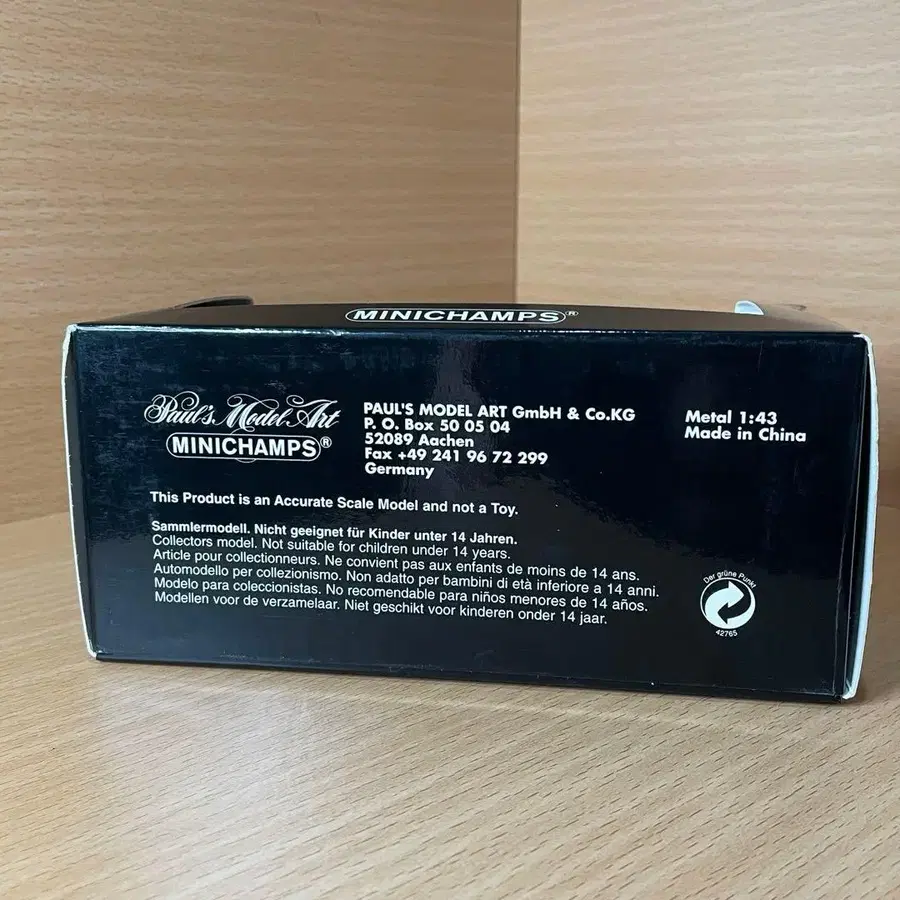 MINICHAMPS®
Paul's Model Art
MINICHAMPS®
PAUL'S MODEL ART GmbH & Co.KG
P. O. Box 50 05 04
52089 Aachen
Fax +49 241 96 72 299
Germany
Metal 1:43
Made in China
This Product is an Accurate Scale Model and not a Toy.
Sammlermodell. Nicht geeignet für Kinder unter 14 Jahren.
Collectors model. Not suitable for children under 14 years.
Article pour collectionneurs. Ne convient pas aux enfants de moins de 14 ans.
Automodello per collezionismo. Non adatto per bambini di età inferiore a 14 anni.
Modelo para coleccionistas. No recomendable para niños menores de 14 años.
Modellen voor de verzamelaar. Niet geschikt voor kinderen onder 14 jaar.
Der grüne Punkt
42765